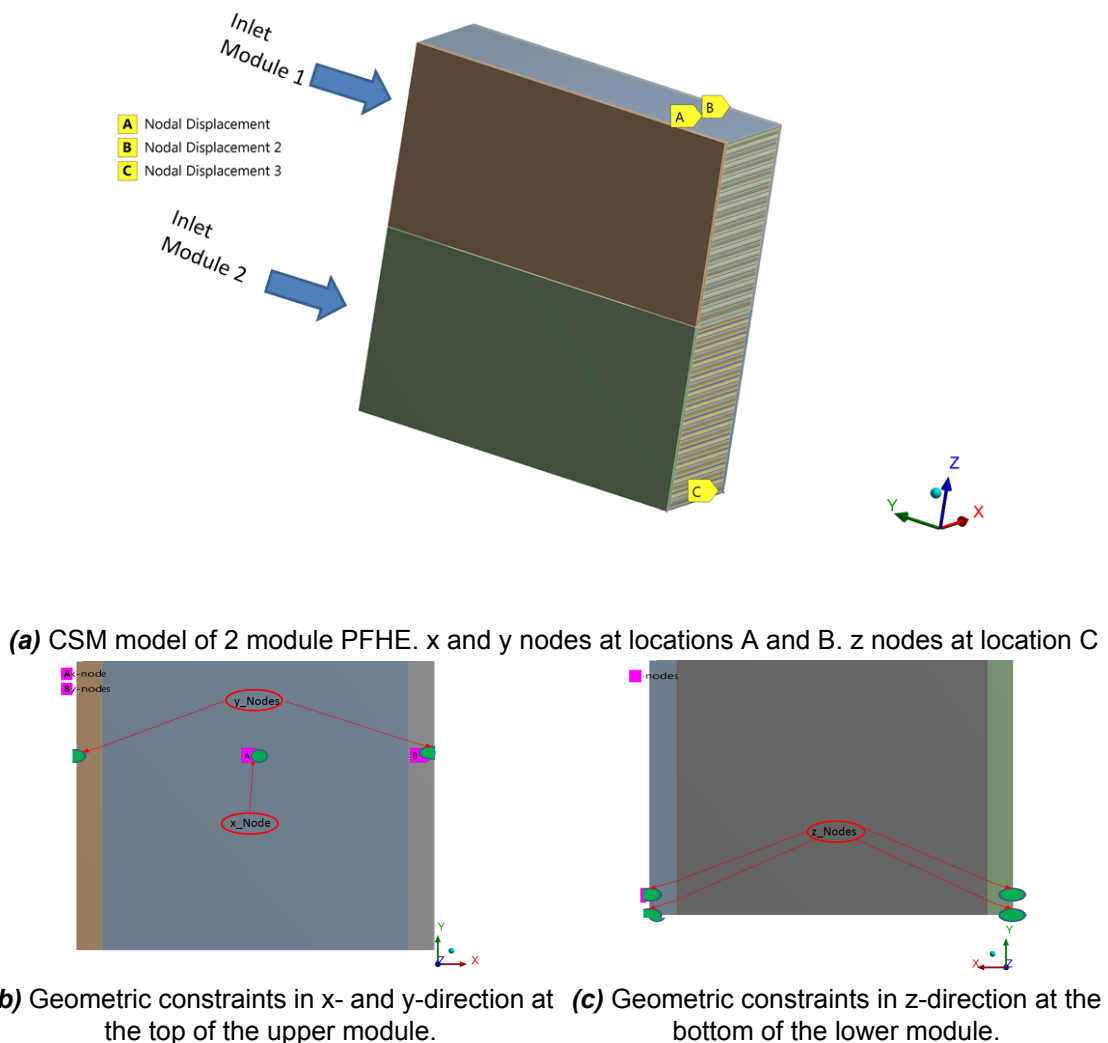 Inlet
Module 1
A Nodal Displacement
B Nodal Displacement 2
C Nodal Displacement 3
Inlet
Module 2
A
B
C
Z
Y
X
(a) CSM model of 2 module PFHE. x and y nodes at locations A and B. z nodes at location C
A -node
B -nodes
y_Nodes
A
B
x_Node
Y
Z
X
-nodes
z_Nodes
Y
X
Z
b) Geometric constraints in x- and y-direction at
the top of the upper module.
(c) Geometric constraints in z-direction at the
bottom of the lower module.